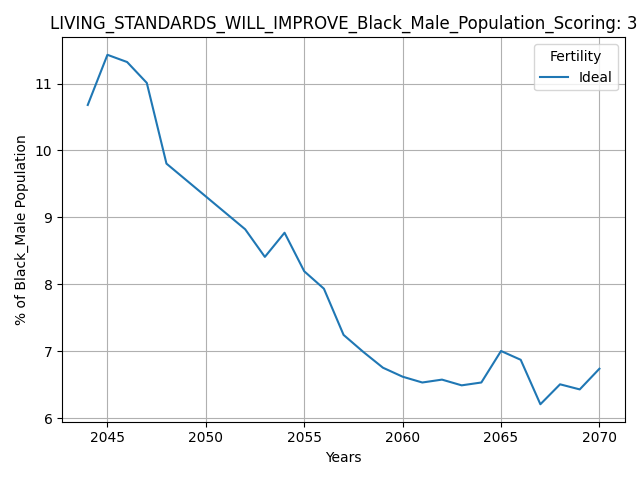 LIVING_STANDARDS_WILL_IMPROVE_Black_Male_Population_Scoring: 3
Fertility
Ideal
% of Black_Male Population
11
10
9
8
7
6
2045 2050 2055 2060 2065 2070
Years